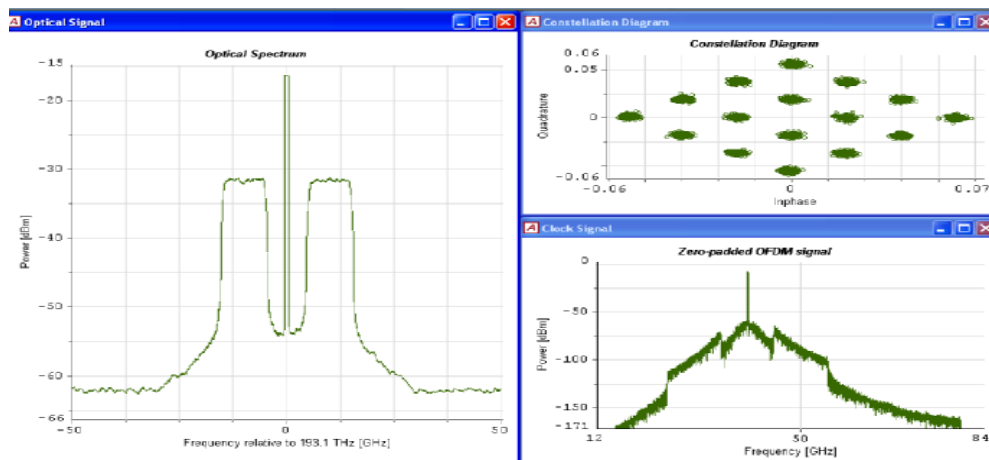 Optical Signal
Optical Spectrum
-15
-20
-30
-40
-50
-60
-66
-50
0
50
Power [dBm]
Frequency relative to 193.1 THz [GHz]
Constellation Diagram
Constellation Diagram
0.06
0.05
0
-0.06
-0.06
0
0.07
Quadrature
Inphase
Clock Signal
Zero-padded OFDM signal
0
-50
-100
-150
-171
12
50
84
Power [dBm]
Frequency [GHz]